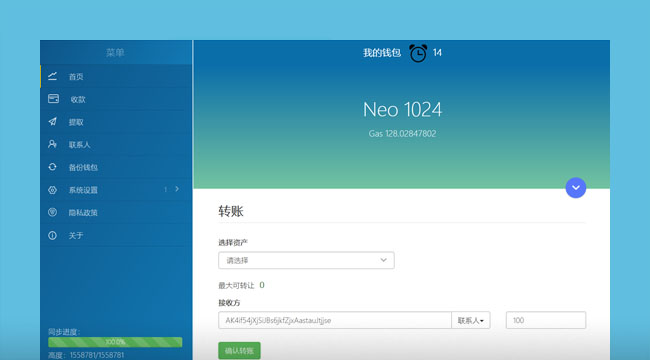 菜单
首页
收款
提取
联系人
备份钱包
系统设置 1
隐私政策
关于
同步进度：
100.0%
高度：1558781/1558781
我的钱包 14
Neo 1024
Gas 128.02847802
转账
选择资产
请选择
最大可转让 0
接收方
联系人 100
确认转账